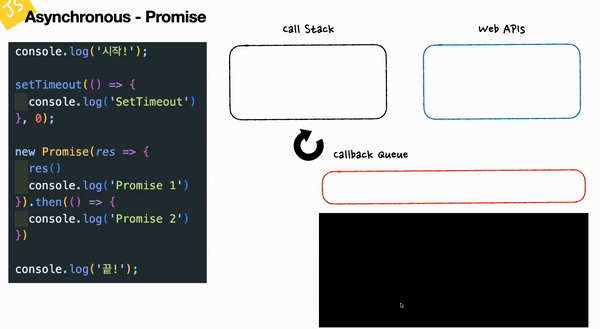 JS
Asynchronous - Promise
console.log('시작!');
setTimeout(() => {
console.log('SetTimeout')
}, 0);
new Promise(res => {
res()
console.log('Promise 1')
}).then(() => {
console.log('Promise 2')
})
console.log('끝!');
Call Stack
Web APIs
Callback Queue